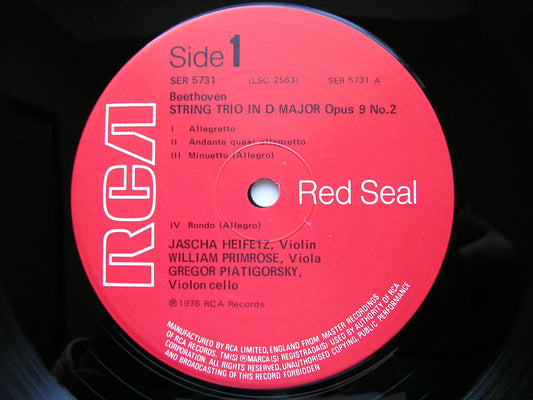 Side 1
SER 5731 (LSC 2563) SER 5731 A
Beethoven
STRING TRIO IN D MAJOR Opus 9 No.2
I Allegretto
II Andante quasi allegretto
III Minuetto (Allegro)
RCA
Red Seal
IV Rondo (Allegro)
JASCHA HEIFETZ, Violin
WILLIAM PRIMROSE, Viola
GREGOR PIATIGORSKY,
Violoncello
℗1976 RCA Records
MANUFACTURED BY RCA LIMITED, ENGLAND FROM MASTER RECORDINGS
OF RCA RECORDS, TM(S) ®MARCA(S) REGISTRADA(S) USED BY AUTHORITY OF RCA
CORPORATION. ALL RIGHTS RESERVED. UNAUTHORISED COPYING, PUBLIC PERFORMANCE
AND BROADCASTING OF THIS RECORD FORBIDDEN